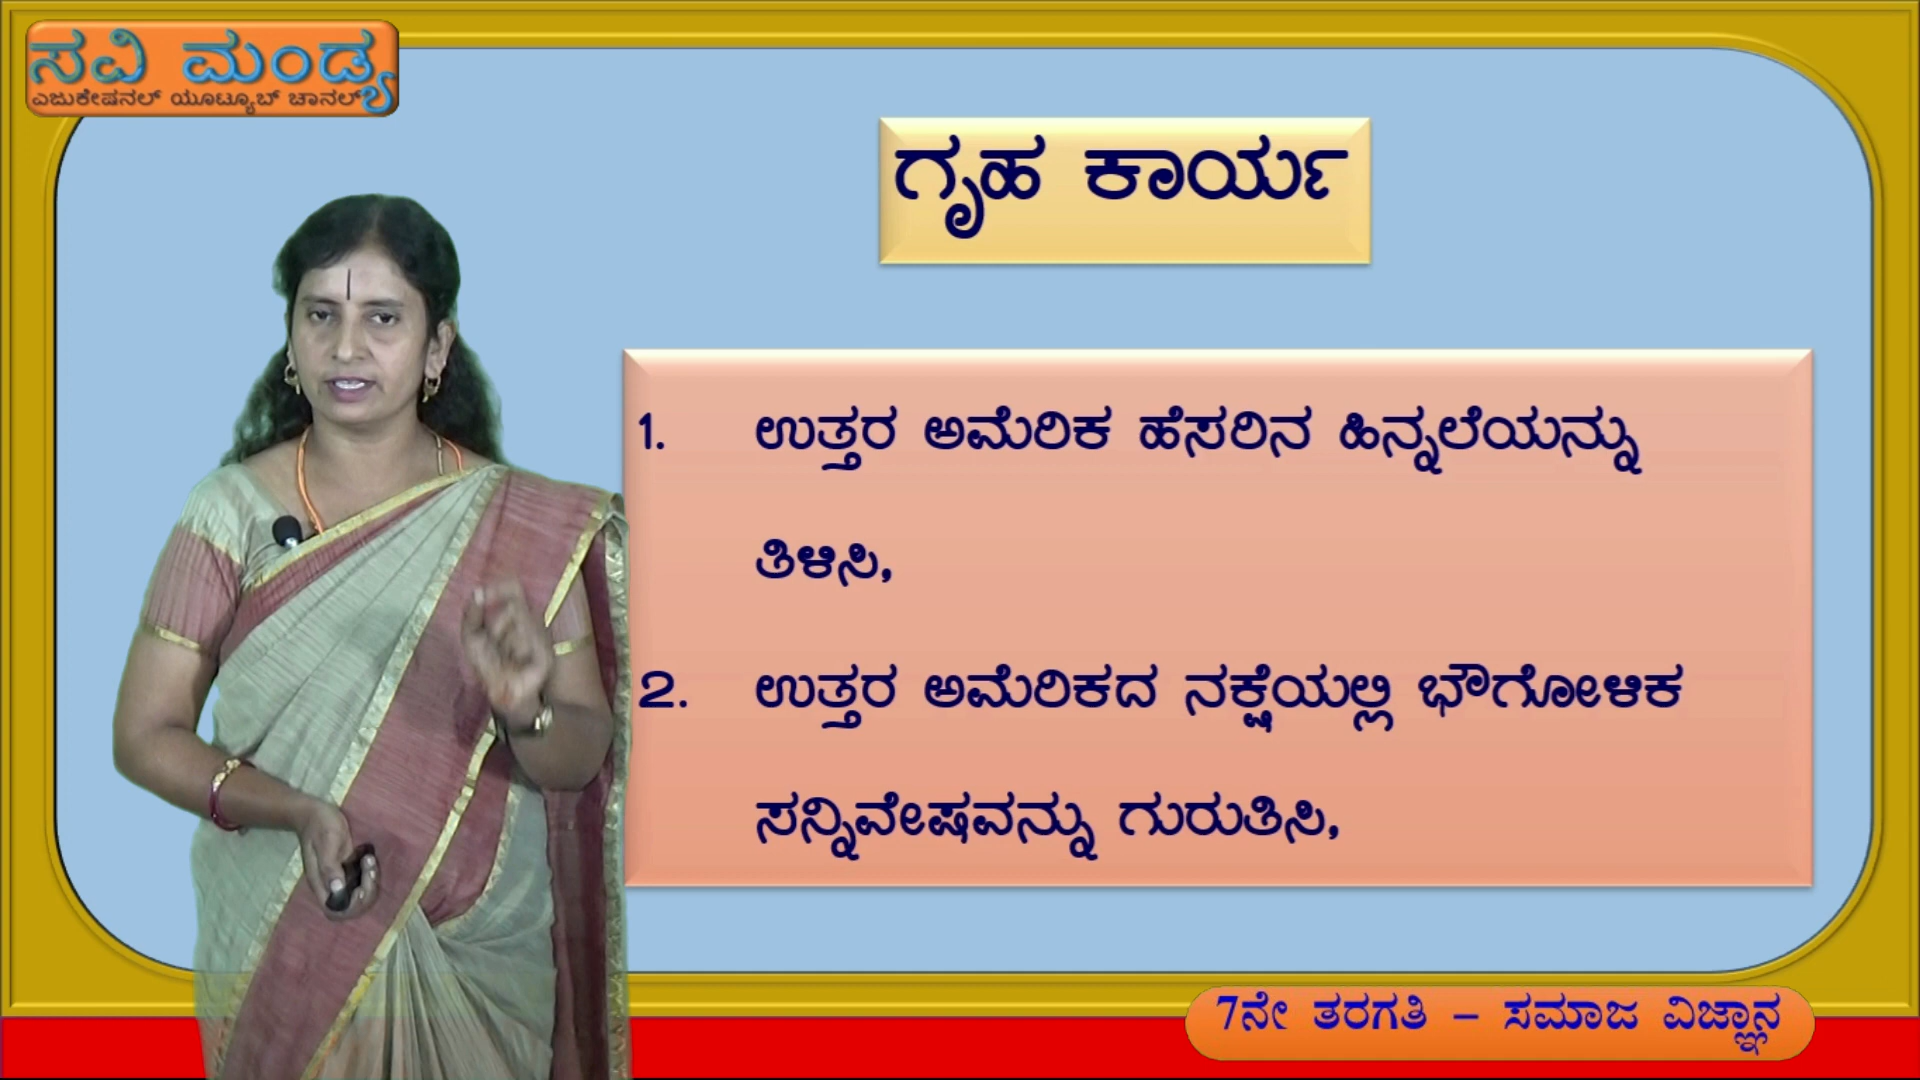 ಸವಿ ಮಂಡ್ಯ
ಎಜುಕೇಷನಲ್ ಯೂಟ್ಯೂಬ್ ಚಾನಲ್
ಗೃಹ ಕಾರ್ಯ
1. ಉತ್ತರ ಅಮೆರಿಕ ಹೆಸರಿನ ಹಿನ್ನಲೆಯನ್ನು
ತಿಳಿಸಿ,
2. ಉತ್ತರ ಅಮೆರಿಕದ ನಕ್ಷೆಯಲ್ಲಿ ಭೌಗೋಳಿಕ
ಸನ್ನಿವೇಷವನ್ನು ಗುರುತಿಸಿ,
7ನೇ ತರಗತಿ – ಸಮಾಜ ವಿಜ್ಞಾನ